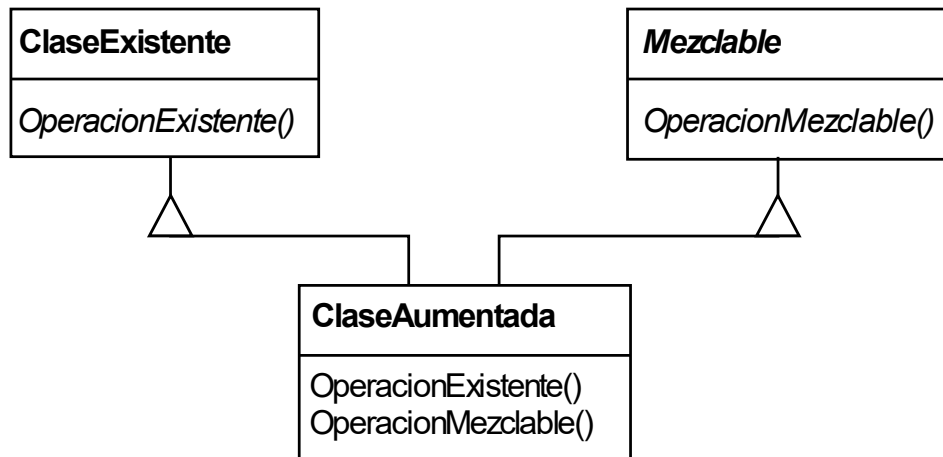 ClaseExistente
OperacionExistente()
Mezclable
OperacionMezclable()
ClaseAumentada
OperacionExistente()
OperacionMezclable()